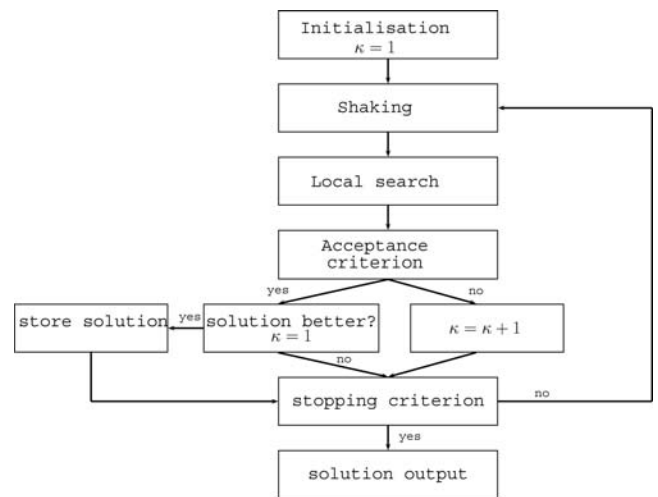 Initialisation
κ = 1
Shaking
Local search
Acceptance
criterion
yes
no
store solution
yes
solution better?
κ = 1
κ = κ + 1
no
stopping criterion
no
yes
solution output